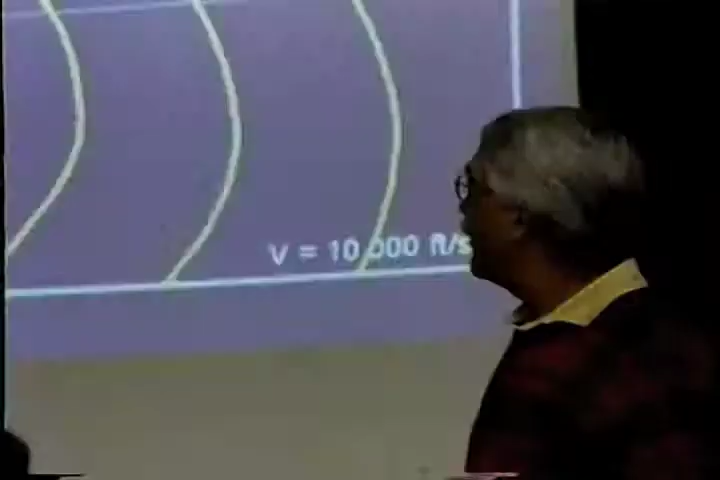 V = 10,000 ft/s